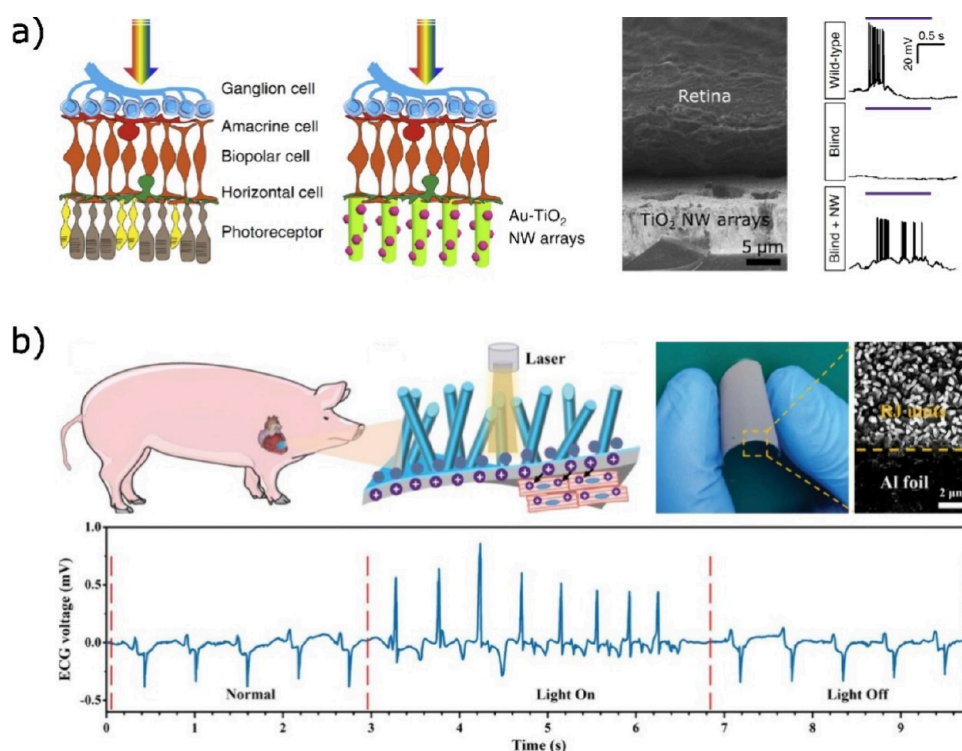 a)
Ganglion cell
Amacrine cell
Biopolar cell
Horizontal cell
Photoreceptor
Au-TiO₂
NW arrays
Retina
TiO₂ NW arrays
5 µm
Wild-type
Blind
Blind + NW
20 mV
0.5 s
b)
Laser
RJ units
Al foil
2 µm
ECG voltage (mV)
1.0
0.5
0.0
-0.5
Normal
Light On
Light Off
0 1 2 3 4 5 6 7 8 9
Time (s)